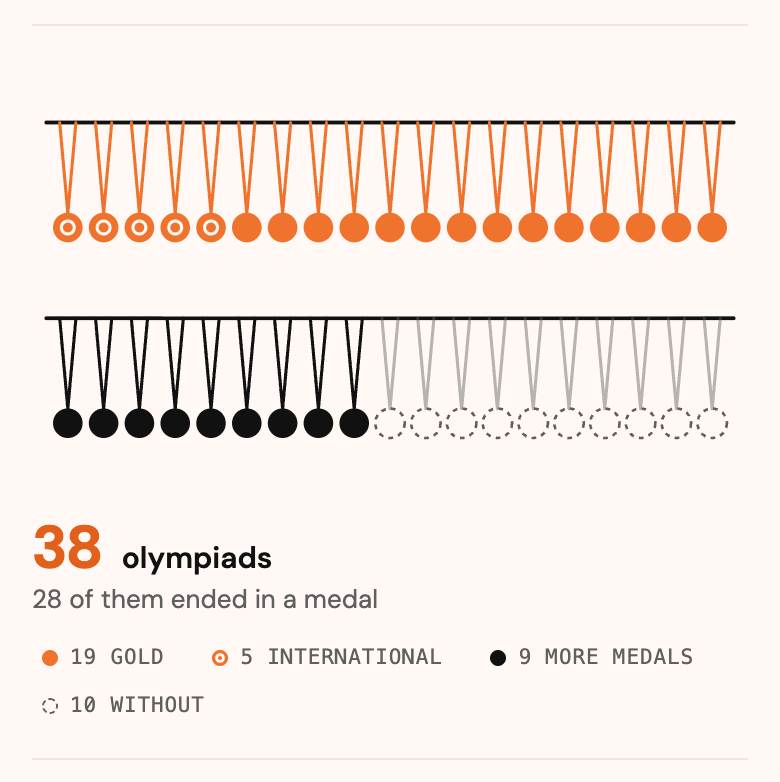 38 olympiads
28 of them ended in a medal
19 GOLD 5 INTERNATIONAL 9 MORE MEDALS
10 WITHOUT